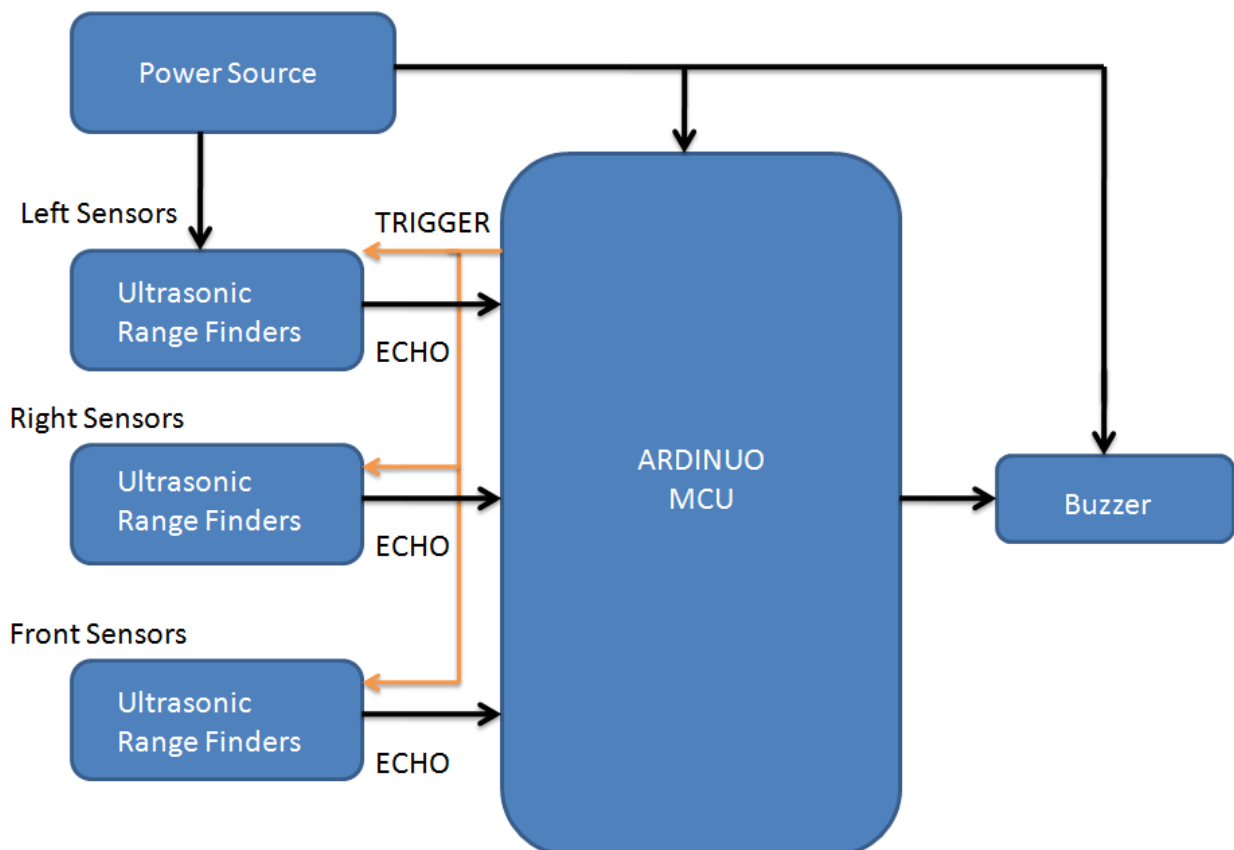 Power Source
Left Sensors
TRIGGER
Ultrasonic
Range Finders
ECHO
Right Sensors
Ultrasonic
Range Finders
ECHO
Front Sensors
Ultrasonic
Range Finders
ECHO
ARDINUO
MCU
Buzzer